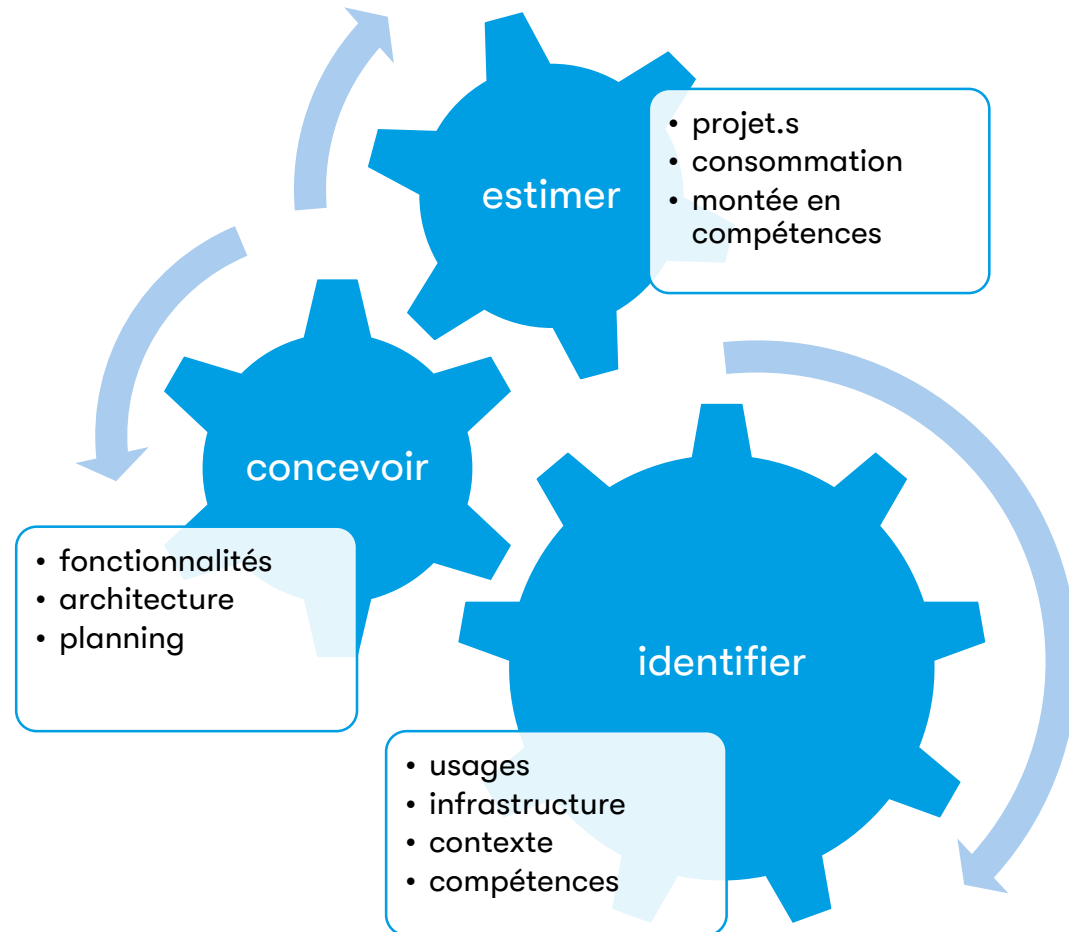 estimer
• projet.s
• consommation
• montée en
compétences
concevoir
• fonctionnalités
• architecture
• planning
identifier
• usages
• infrastructure
• contexte
• compétences